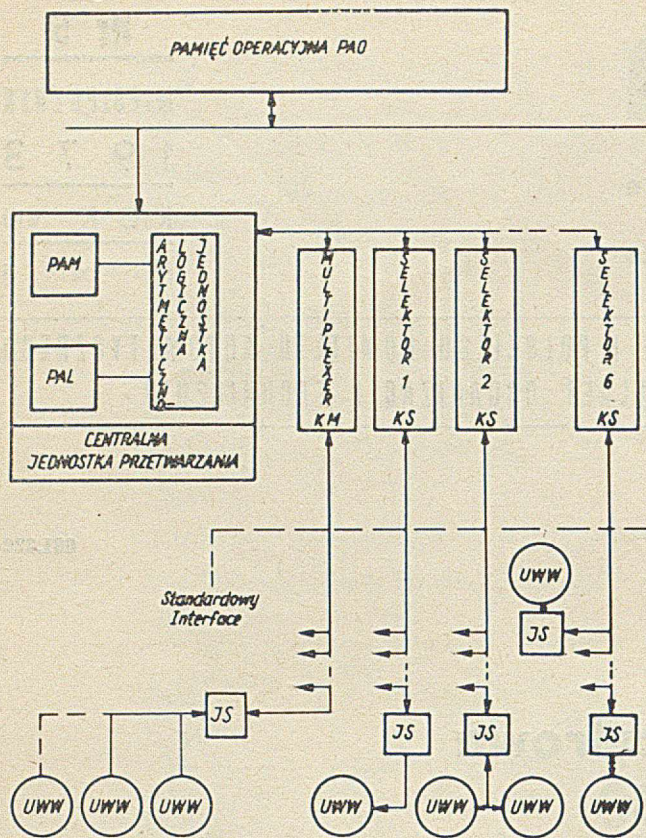 PAMIĘĆ OPERACYJNA PAO
PAM
PAL
ARYTMETYCZNO-
LOGICZNA
JEDNOSTKA
CENTRALNA
JEDNOSTKA PRZETWARZANIA
MULTIPLEXER
KM
SELEKTOR 1
KS
SELEKTOR 2
KS
SELEKTOR 6
KS
Standardowy
Interface
UWW
JS
JS
JS
JS
JS
UWW
UWW
UWW
UWW
UWW
UWW
UWW